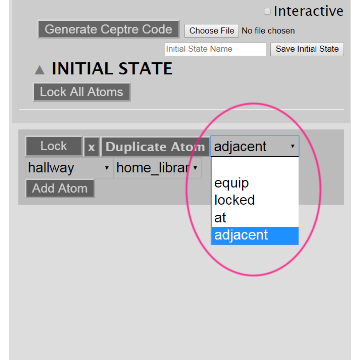 Interactive
Generate Ceptre Code Choose File No file chosen
Initial State Name Save Initial State
▲ INITIAL STATE
Lock All Atoms
Lock x Duplicate Atom adjacent
hallway home_librar
Add Atom
equip
locked
at
adjacent